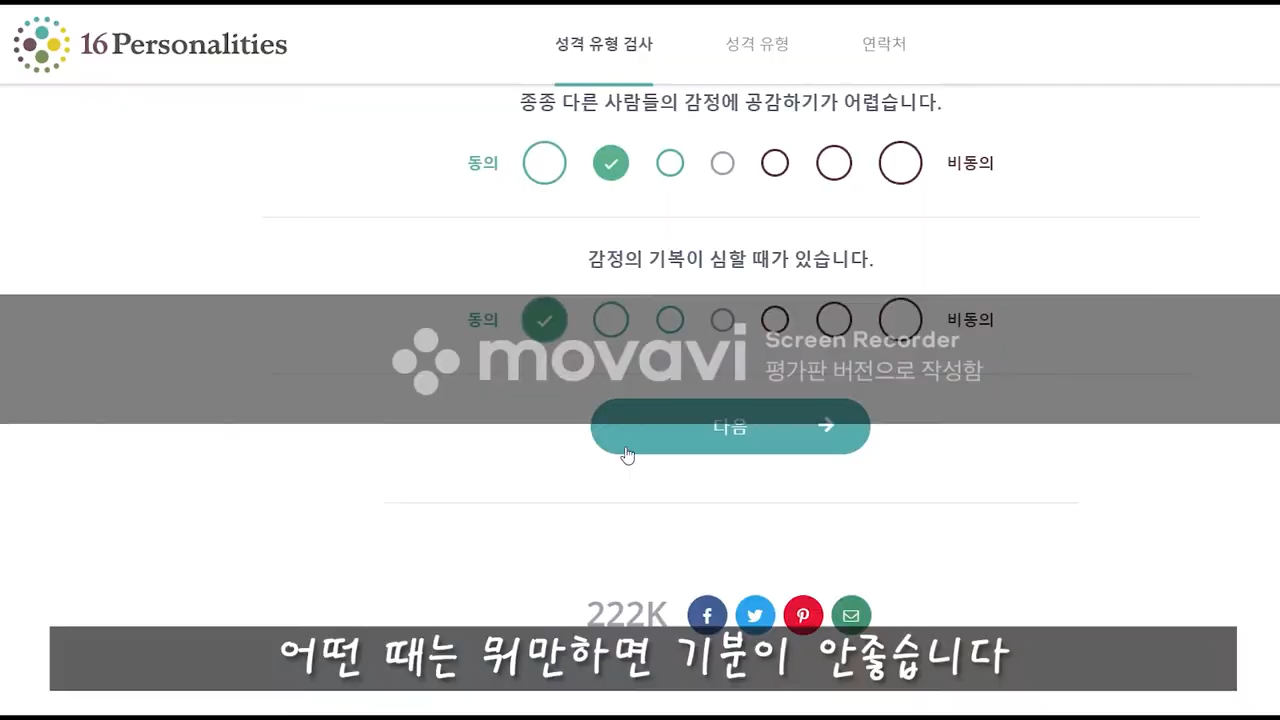 16Personalities
성격 유형 검사
성격 유형
연락처
종종 다른 사람들의 감정에 공감하기가 어렵습니다.
동의
비동의
감정의 기복이 심할 때가 있습니다.
동의
비동의
movavi
Screen Recorder
평가판 버전으로 작성함
다음
222K
어떤 때는 뭐만하면 기분이 안좋습니다